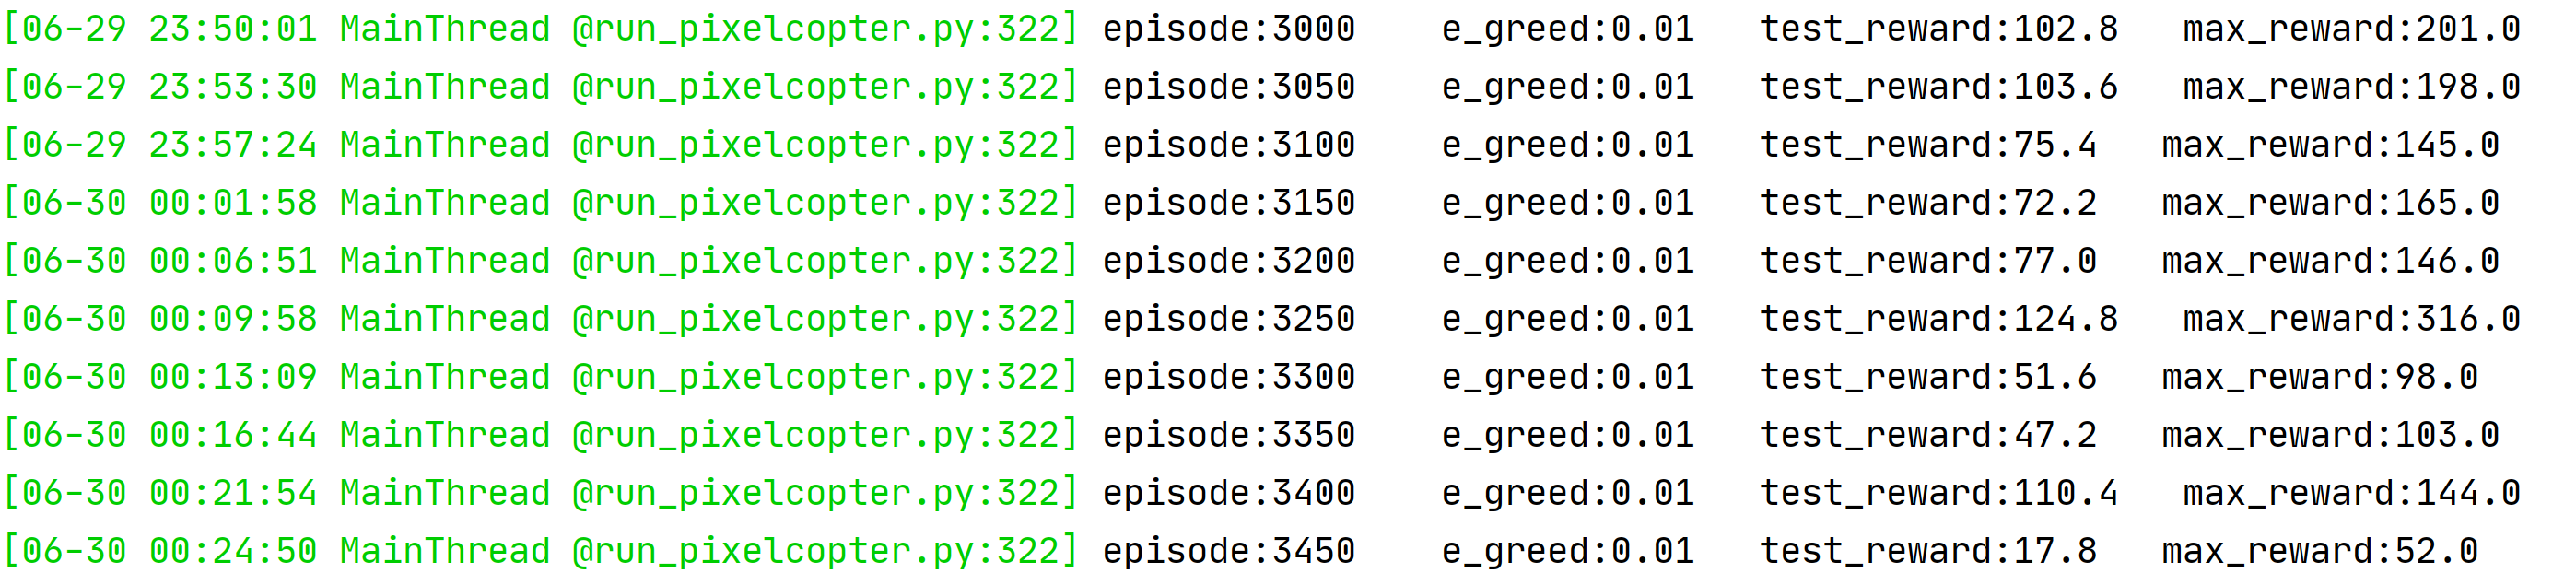 [06-29 23:50:01 MainThread @run_pixelcopter.py:322] episode:3000    e_greed:0.01   test_reward:102.8   max_reward:201.0
[06-29 23:53:30 MainThread @run_pixelcopter.py:322] episode:3050    e_greed:0.01   test_reward:103.6   max_reward:198.0
[06-29 23:57:24 MainThread @run_pixelcopter.py:322] episode:3100    e_greed:0.01   test_reward:75.4   max_reward:145.0
[06-30 00:01:58 MainThread @run_pixelcopter.py:322] episode:3150    e_greed:0.01   test_reward:72.2   max_reward:165.0
[06-30 00:06:51 MainThread @run_pixelcopter.py:322] episode:3200    e_greed:0.01   test_reward:77.0   max_reward:146.0
[06-30 00:09:58 MainThread @run_pixelcopter.py:322] episode:3250    e_greed:0.01   test_reward:124.8   max_reward:316.0
[06-30 00:13:09 MainThread @run_pixelcopter.py:322] episode:3300    e_greed:0.01   test_reward:51.6   max_reward:98.0
[06-30 00:16:44 MainThread @run_pixelcopter.py:322] episode:3350    e_greed:0.01   test_reward:47.2   max_reward:103.0
[06-30 00:21:54 MainThread @run_pixelcopter.py:322] episode:3400    e_greed:0.01   test_reward:110.4   max_reward:144.0
[06-30 00:24:50 MainThread @run_pixelcopter.py:322] episode:3450    e_greed:0.01   test_reward:17.8   max_reward:52.0